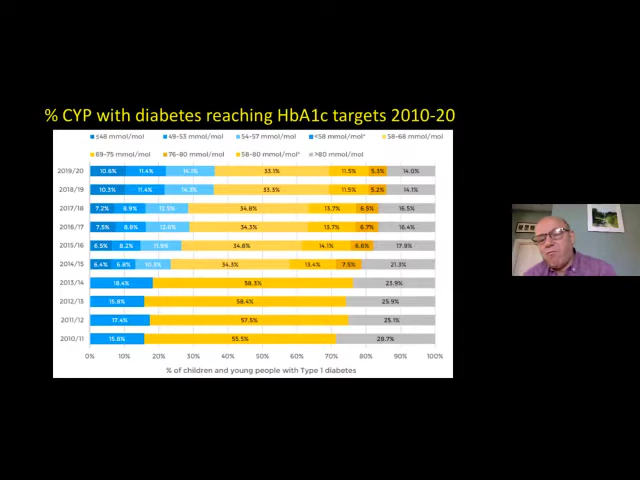 % CYP with diabetes reaching HbA1c targets 2010-20
≤48 mmol/mol 49-53 mmol/mol 54-57 mmol/mol <58 mmol/mol* 58-68 mmol/mol
69-75 mmol/mol 76-80 mmol/mol 58-80 mmol/mol* >80 mmol/mol
2019/20 10.6% 11.4% 14.1% 33.1% 11.5% 5.3% 14.0%
2018/19 10.3% 11.4% 14.3% 33.3% 11.5% 5.2% 14.1%
2017/18 7.2% 8.9% 12.5% 34.8% 13.7% 6.5% 16.5%
2016/17 7.5% 8.8% 12.6% 34.3% 13.7% 6.7% 16.4%
2015/16 6.5% 8.2% 11.9% 34.8% 14.1% 6.6% 17.9%
2014/15 6.4% 6.8% 10.3% 34.3% 13.4% 7.5% 21.3%
2013/14 18.4% 58.3% 23.9%
2012/13 15.8% 58.4% 25.9%
2011/12 17.4% 57.5% 25.1%
2010/11 15.8% 55.5% 28.7%
0% 10% 20% 30% 40% 50% 60% 70% 80% 90% 100%
% of children and young people with Type 1 diabetes